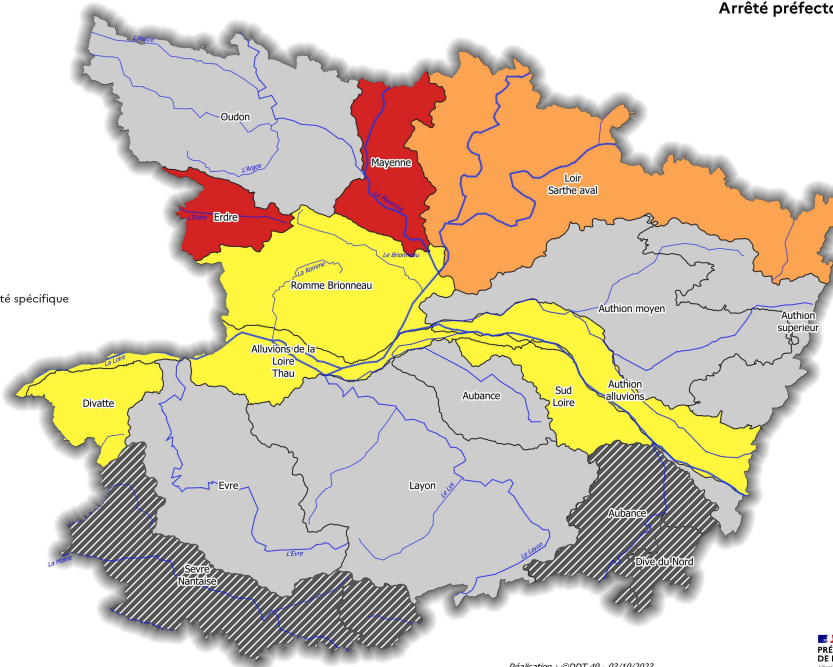 Arrêté préfecto
Oudon
L'Argos
Mayenne
La Mayenne
Loir
Sarthe aval
L'Erdre
Erdre
Le Brionneau
La Romme
Romme Brionneau
té spécifique
Authion moyen
Authion
superieur
Alluvions de la
Loire
Thau
La Loire
Divatte
Aubance
Sud
Loire
Authion
alluvions
Evre
Layon
Le Lys
Aubance
L'Evre
Le Layon
La Moine
Sevre
Nantaise
Dive du Nord
PRÉ
DE
Réalisation : ©DDT 49 - 03/10/2023